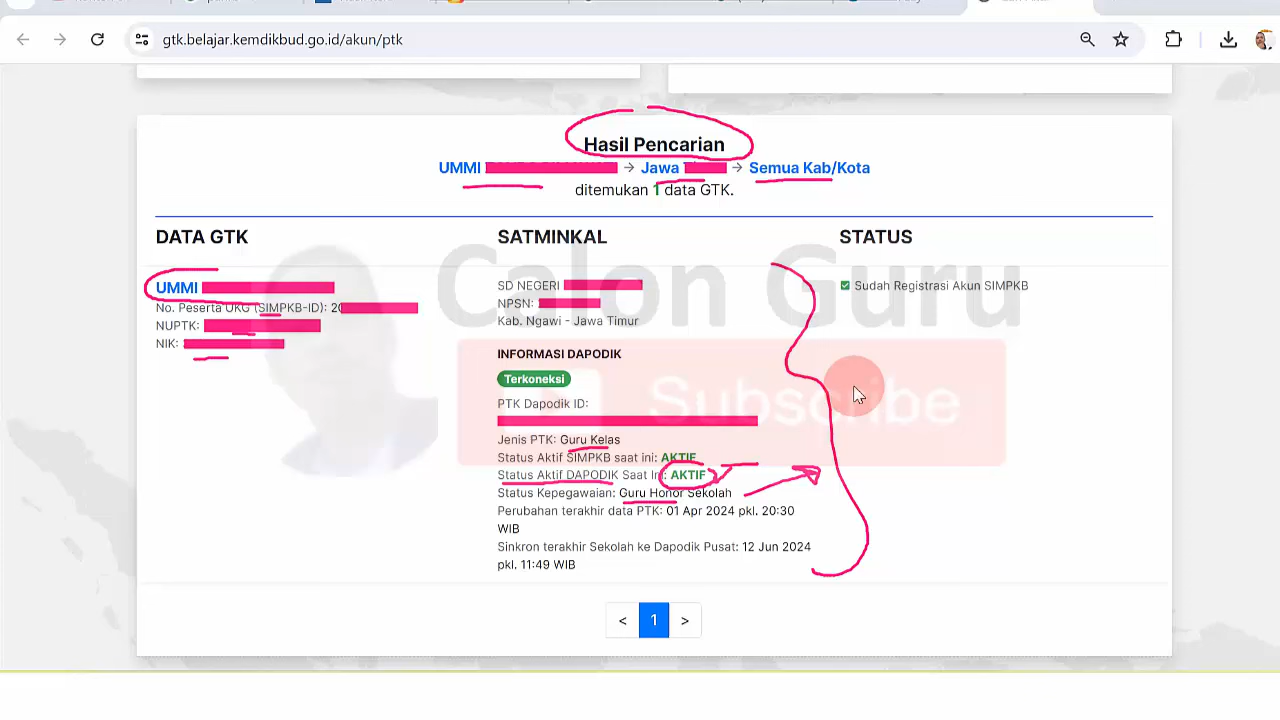 gtk.belajar.kemdikbud.go.id/akun/ptk
Hasil Pencarian
UMMI → Jawa → Semua Kab/Kota
ditemukan 1 data GTK.
DATA GTK
SATMINKAL
STATUS
UMMI
No. Peserta UKG (SIMPKB-ID): 20
NUPTK:
NIK:
SD NEGERI
NPSN:
Kab. Ngawi - Jawa Timur
INFORMASI DAPODIK
Terkoneksi
PTK Dapodik ID:
Jenis PTK: Guru Kelas
Status Aktif SIMPKB saat ini: AKTIF
Status Aktif DAPODIK Saat Ini: AKTIF
Status Kepegawaian: Guru Honor Sekolah
Perubahan terakhir data PTK: 01 Apr 2024 pkl. 20:30
WIB
Sinkron terakhir Sekolah ke Dapodik Pusat: 12 Jun 2024
pkl. 11:49 WIB
Sudah Registrasi Akun SIMPKB
Calon Guru
Subscribe
< 1 >